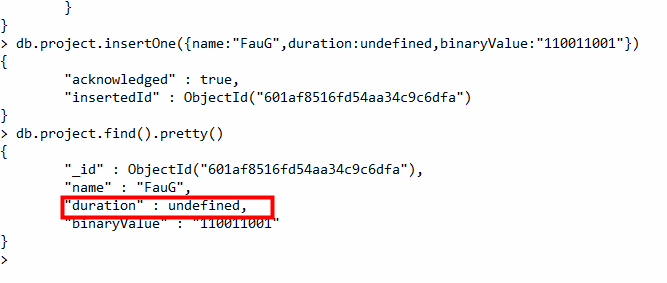 }
}
> db.project.insertOne({name:"FauG",duration:undefined,binaryValue:"110011001"})
{
"acknowledged" : true,
"insertedId" : ObjectId("601af8516fd54aa34c9c6dfa")
}
> db.project.find().pretty()
{
"_id" : ObjectId("601af8516fd54aa34c9c6dfa"),
"name" : "FauG",
"duration" : undefined,
"binaryValue" : "110011001"
}
>